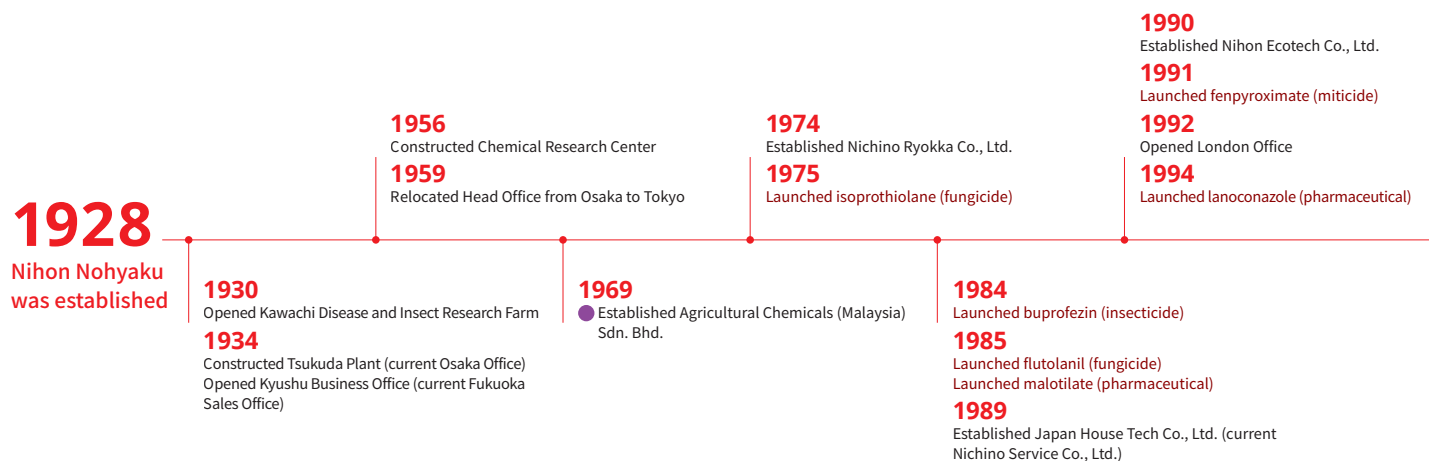 1928
Nihon Nohyaku
was established
1930
Opened Kawachi Disease and Insect Research Farm
1934
Constructed Tsukuda Plant (current Osaka Office)
Opened Kyushu Business Office (current Fukuoka
Sales Office)
1956
Constructed Chemical Research Center
1959
Relocated Head Office from Osaka to Tokyo
1969
Established Agricultural Chemicals (Malaysia)
Sdn. Bhd.
1974
Established Nichino Ryokka Co., Ltd.
1975
Launched isoprothiolane (fungicide)
1984
Launched buprofezin (insecticide)
1985
Launched flutolanil (fungicide)
Launched malotilate (pharmaceutical)
1989
Established Japan House Tech Co., Ltd. (current
Nichino Service Co., Ltd.)
1990
Established Nihon Ecotech Co., Ltd.
1991
Launched fenpyroximate (miticide)
1992
Opened London Office
1994
Launched lanoconazole (pharmaceutical)